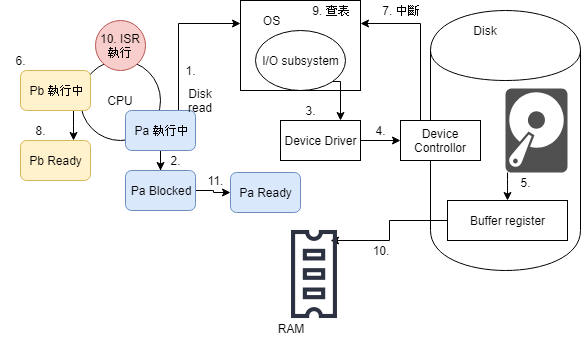 9. 查表
7. 中斷
OS
Disk
10. ISR
執行
I/O subsystem
6.
1.
Disk
read
Pb 執行中
CPU
3.
Pa 執行中
8.
4.
Device Driver
Device
Controllor
2.
Pb Ready
11.
5.
Pa Blocked
Pa Ready
Buffer register
10.
RAM